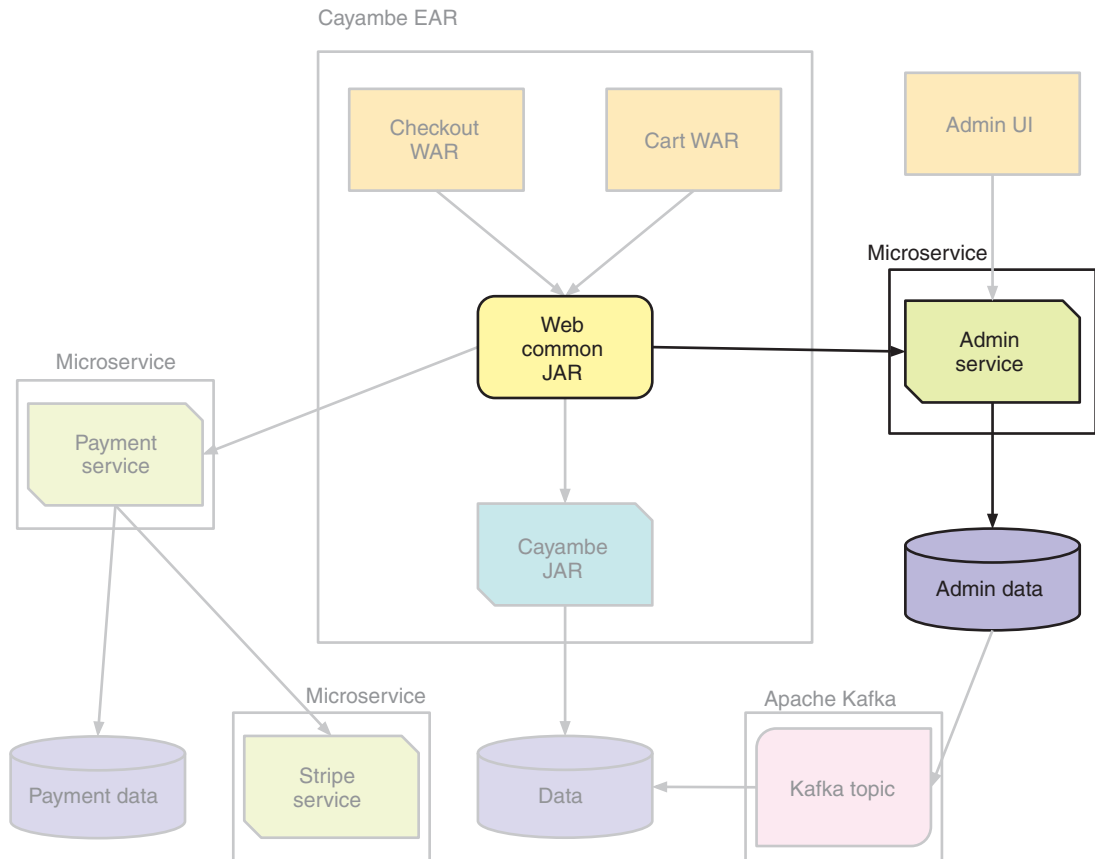 Cayambe EAR
Checkout
WAR
Cart WAR
Admin UI
Microservice
Web
common
JAR
Admin
service
Microservice
Payment
service
Cayambe
JAR
Admin data
Microservice
Apache Kafka
Payment data
Stripe
service
Data
Kafka topic